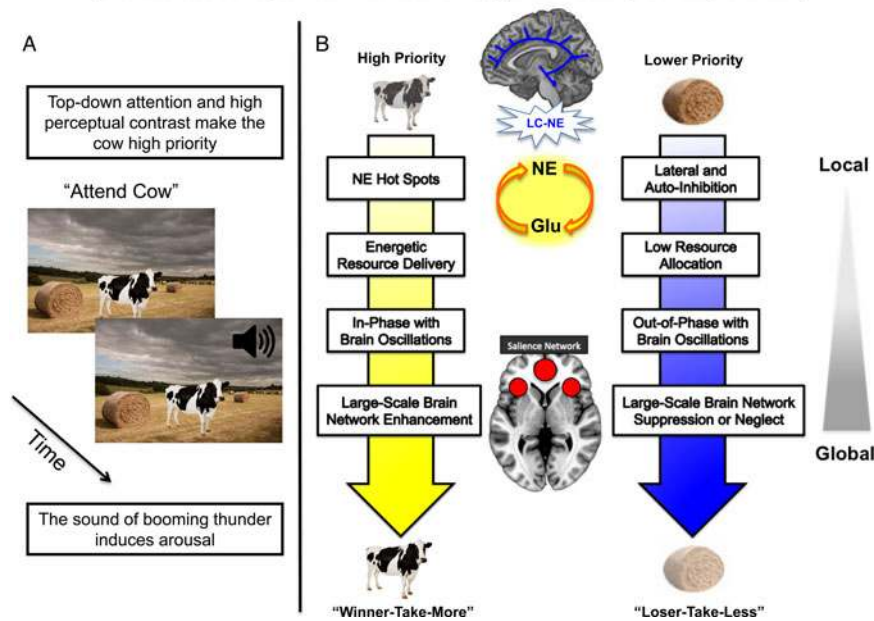 A
Top-down attention and high
perceptual contrast make the
cow high priority
“Attend Cow”
Time
The sound of booming thunder
induces arousal
B
High Priority
NE Hot Spots
Energetic
Resource Delivery
In-Phase with
Brain Oscillations
Large-Scale Brain
Network Enhancement
“Winner-Take-More”
LC-NE
NE
Glu
Salience Network
Lower Priority
Lateral and
Auto-Inhibition
Low Resource
Allocation
Out-of-Phase with
Brain Oscillations
Large-Scale Brain Network
Suppression or Neglect
“Loser-Take-Less”
Local
Global